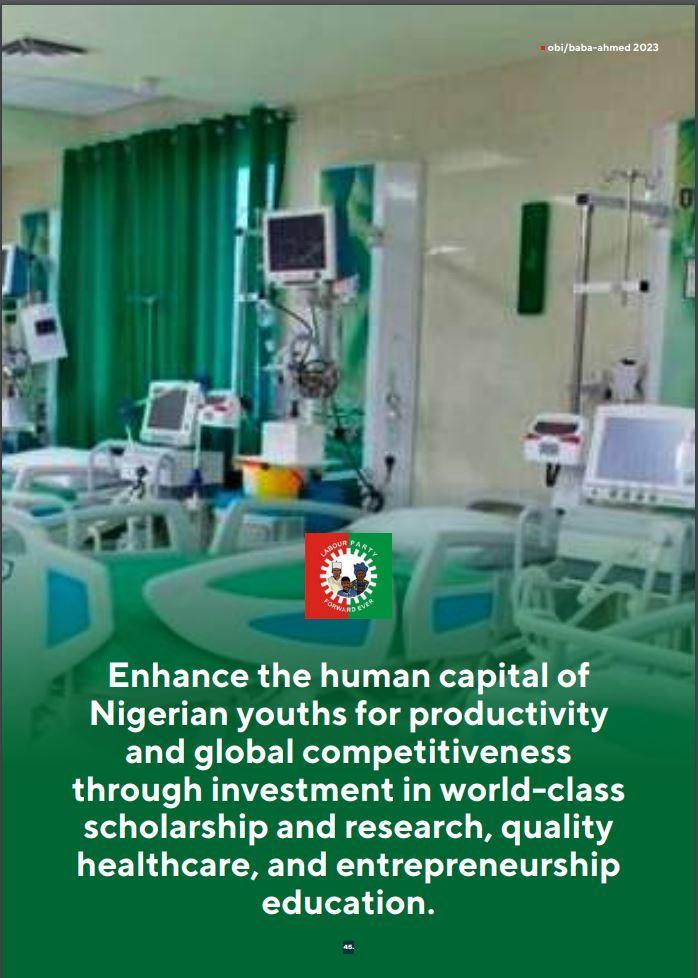 obi/baba-ahmed 2023
LABOUR PARTY
FORWARD EVER
Enhance the human capital of
Nigerian youths for productivity
and global competitiveness
through investment in world-class
scholarship and research, quality
healthcare, and entrepreneurship
education.
45.